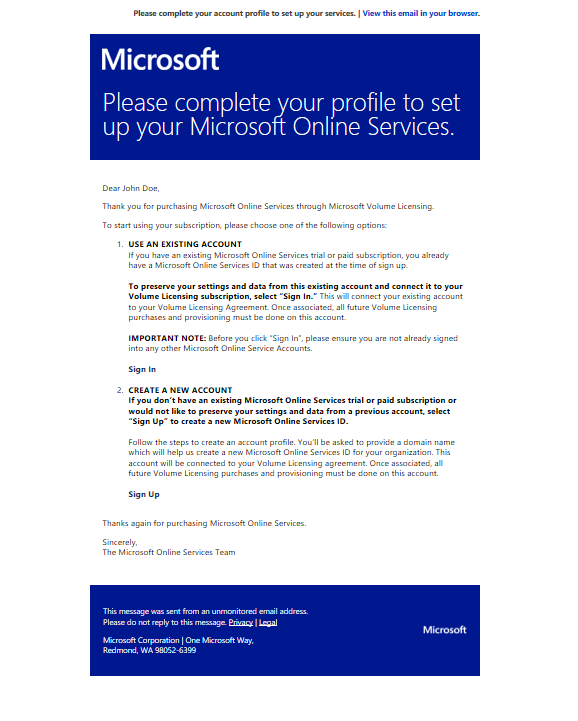 Please complete your account profile to set up your services. | View this email in your browser.
Microsoft
Please complete your profile to set
up your Microsoft Online Services.
Dear John Doe,
Thank you for purchasing Microsoft Online Services through Microsoft Volume Licensing.
To start using your subscription, please choose one of the following options:
1. USE AN EXISTING ACCOUNT
If you have an existing Microsoft Online Services trial or paid subscription, you already
have a Microsoft Online Services ID that was created at the time of sign up.
To preserve your settings and data from this existing account and connect it to your
Volume Licensing subscription, select “Sign In.” This will connect your existing account
to your Volume Licensing Agreement. Once associated, all future Volume Licensing
purchases and provisioning must be done on this account.
IMPORTANT NOTE: Before you click “Sign In”, please ensure you are not already signed
into any other Microsoft Online Service Accounts.
Sign In
2. CREATE A NEW ACCOUNT
If you don’t have an existing Microsoft Online Services trial or paid subscription or
would not like to preserve your settings and data from a previous account, select
“Sign Up” to create a new Microsoft Online Services ID.
Follow the steps to create an account profile. You’ll be asked to provide a domain name
which will help us create a new Microsoft Online Services ID for your organization. This
account will be connected to your Volume Licensing agreement. Once associated, all
future Volume Licensing purchases and provisioning must be done on this account.
Sign Up
Thanks again for purchasing Microsoft Online Services.
Sincerely,
The Microsoft Online Services Team
This message was sent from an unmonitored email address.
Please do not reply to this message. Privacy | Legal
Microsoft
Microsoft Corporation | One Microsoft Way,
Redmond, WA 98052-6399